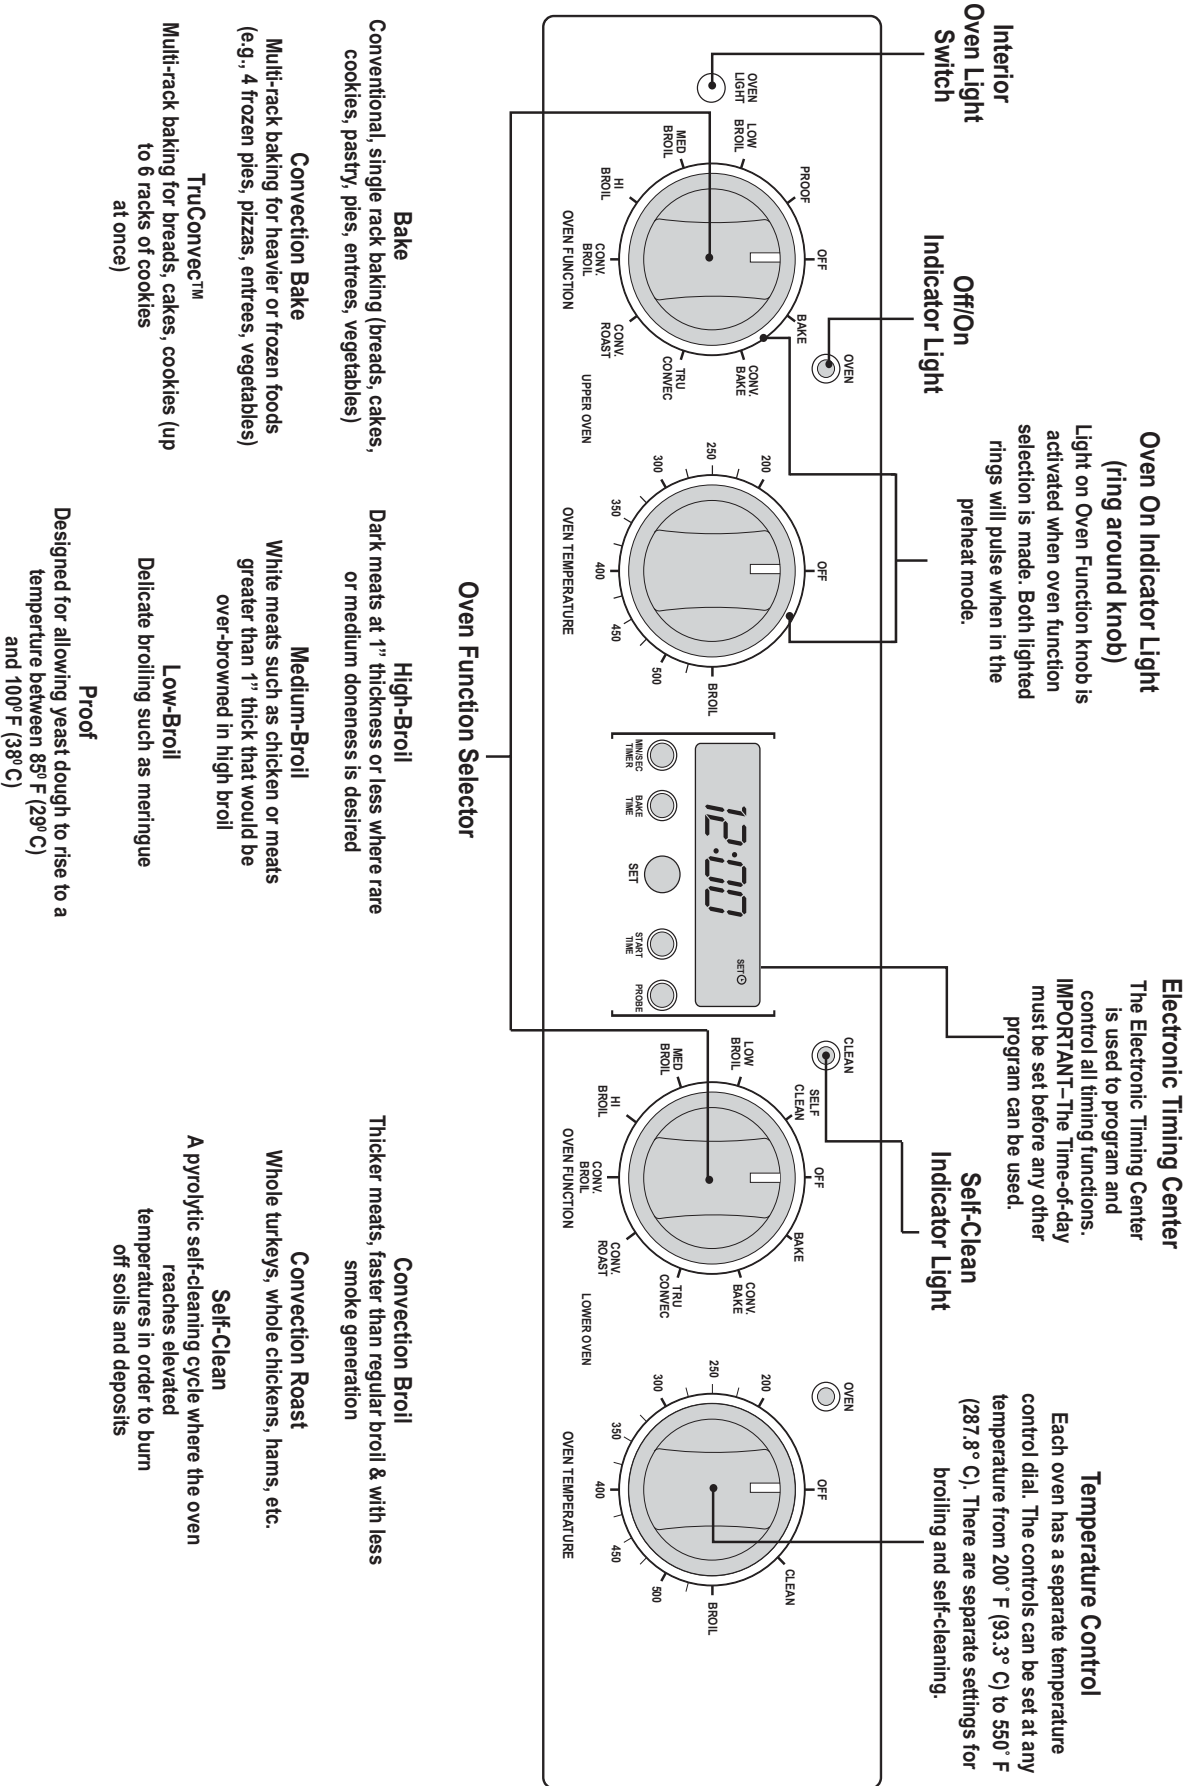 Interior
Oven Light
Switch
Off/On
Indicator Light
Oven On Indicator Light
(ring around knob)
Light on Oven Function knob is
activated when oven function
selection is made. Both lighted
rings will pulse when in the
preheat mode.
Electronic Timing Center
The Electronic Timing Center
is used to program and
control all timing functions.
IMPORTANT–The Time-of-day
must be set before any other
program can be used.
Self-Clean
Indicator Light
Temperature Control
Each oven has a separate temperature
control dial. The controls can be set at any
temperature from 200˚ F (93.3° C) to 550˚ F
(287.8° C). There are separate settings for
broiling and self-cleaning.
OVEN
LIGHT
OVEN
OFF
BAKE
CONV.
BAKE
TRU
CONVEC
CONV.
ROAST
CONV.
BROIL
HI
BROIL
MED
BROIL
LOW
BROIL
PROOF
OVEN FUNCTION
UPPER OVEN
OFF
200
250
300
350
400
450
500
BROIL
OVEN TEMPERATURE
12:00
SET
MIN/SEC
TIMER
BAKE
TIME
SET
START
TIME
PROBE
CLEAN
OFF
BAKE
CONV.
BAKE
TRU
CONVEC
CONV.
ROAST
CONV.
BROIL
HI
BROIL
MED
BROIL
LOW
BROIL
SELF
CLEAN
OVEN FUNCTION
LOWER OVEN
OVEN
OFF
200
250
300
350
400
450
500
BROIL
CLEAN
OVEN TEMPERATURE
Oven Function Selector
Bake
Conventional, single rack baking (breads, cakes,
cookies, pastry, pies, entrees, vegetables)
Convection Bake
Multi-rack baking for heavier or frozen foods
(e.g., 4 frozen pies, pizzas, entrees, vegetables)
TruConvec™
Multi-rack baking for breads, cakes, cookies (up
to 6 racks of cookies
at once)
High-Broil
Dark meats at 1” thickness or less where rare
or medium doneness is desired
Medium-Broil
White meats such as chicken or meats
greater than 1” thick that would be
over-browned in high broil
Low-Broil
Delicate broiling such as meringue
Proof
Designed for allowing yeast dough to rise to a
temperture between 85⁰ F (29⁰ C)
and 100⁰ F (38⁰ C)
Convection Broil
Thicker meats, faster than regular broil & with less
smoke generation
Convection Roast
Whole turkeys, whole chickens, hams, etc.
Self-Clean
A pyrolytic self-cleaning cycle where the oven
reaches elevated
temperatures in order to burn
off soils and deposits